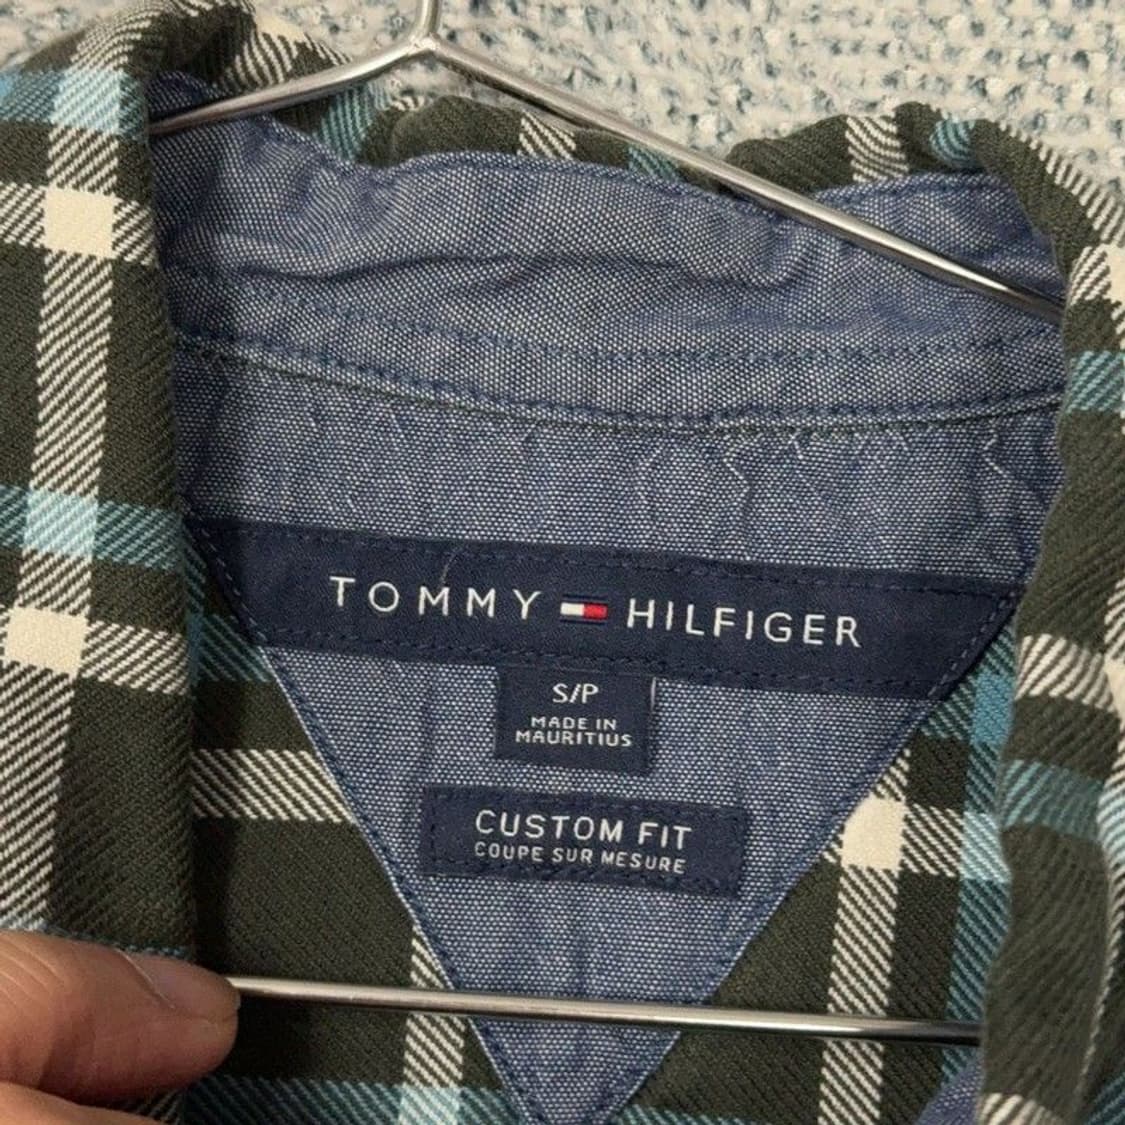 TOMMY HILFIGER
S/P
MADE IN
MAURITIUS
CUSTOM FIT
COUPE SUR MESURE